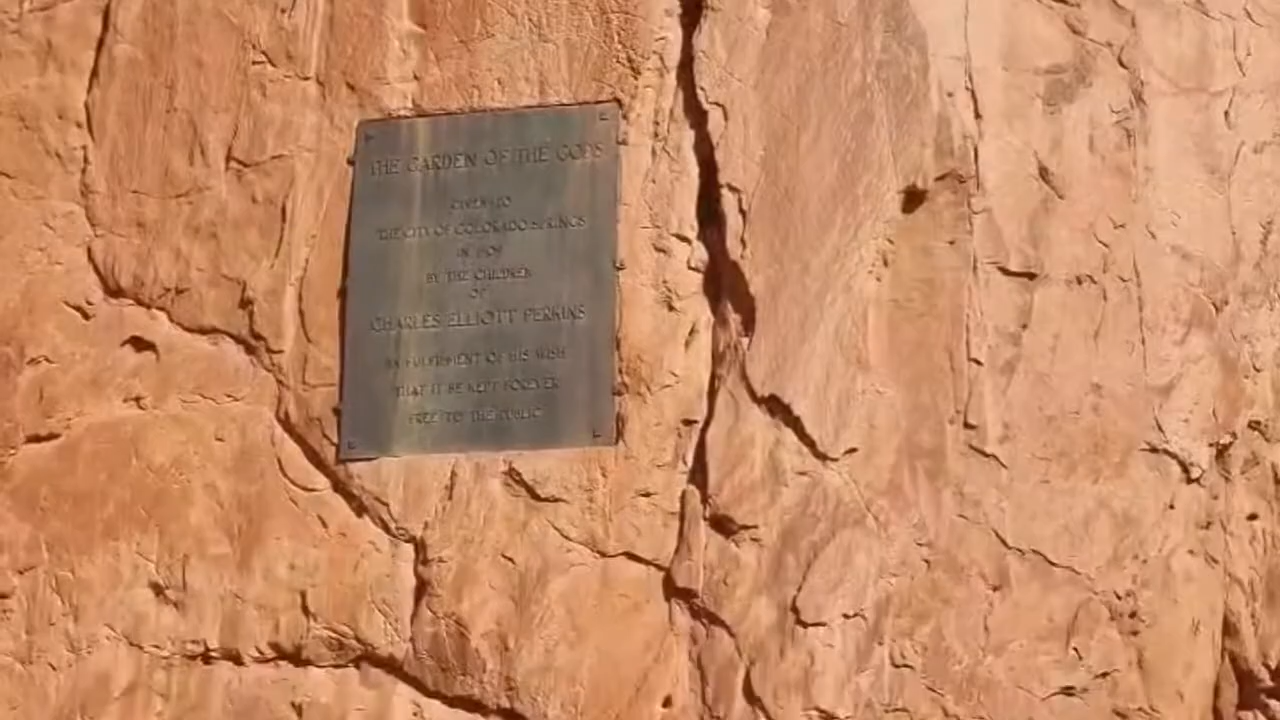 THE GARDEN OF THE GODS
GIVEN TO
THE CITY OF COLORADO SPRINGS
IN 1909
BY THE CHILDREN
OF
CHARLES ELLIOTT PERKINS
IN FULFILMENT OF HIS WISH
THAT IT BE KEPT FOREVER
FREE TO THE PUBLIC